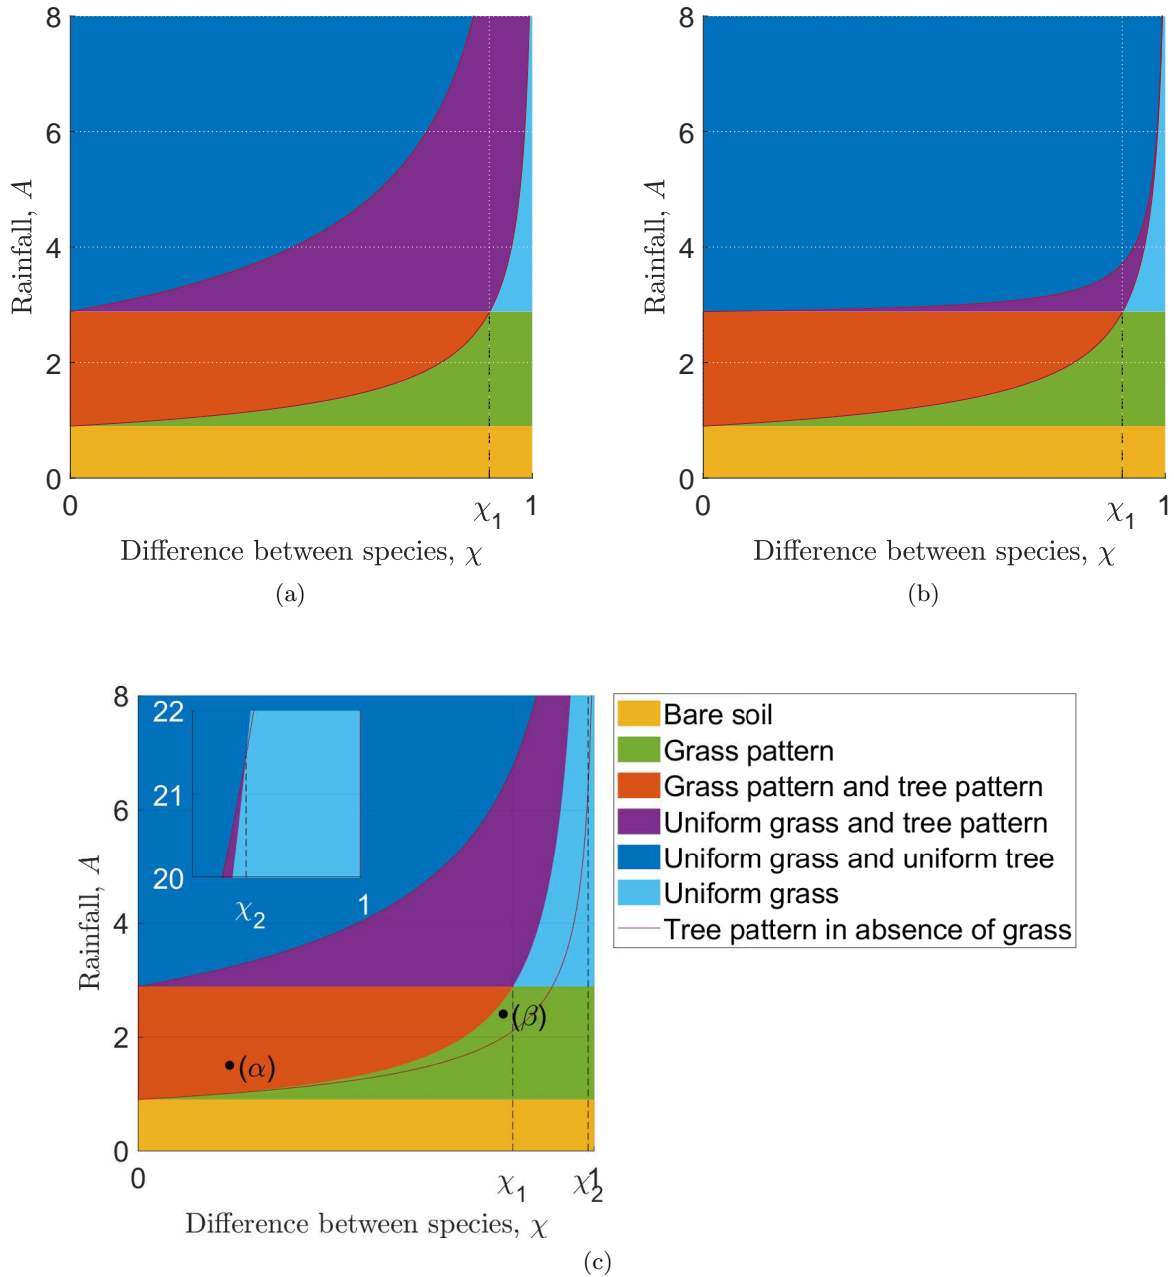 8
6
4
2
0
Rainfall, A
0
χ1
1
Difference between species, χ
(a)
8
6
4
2
0
Rainfall, A
0
χ1
1
Difference between species, χ
(b)
8
6
4
2
0
Rainfall, A
22
21
20
χ2
1
(α)
(β)
0
χ1
χ2
1
Difference between species, χ
Bare soil
Grass pattern
Grass pattern and tree pattern
Uniform grass and tree pattern
Uniform grass and uniform tree
Uniform grass
Tree pattern in absence of grass
(c)